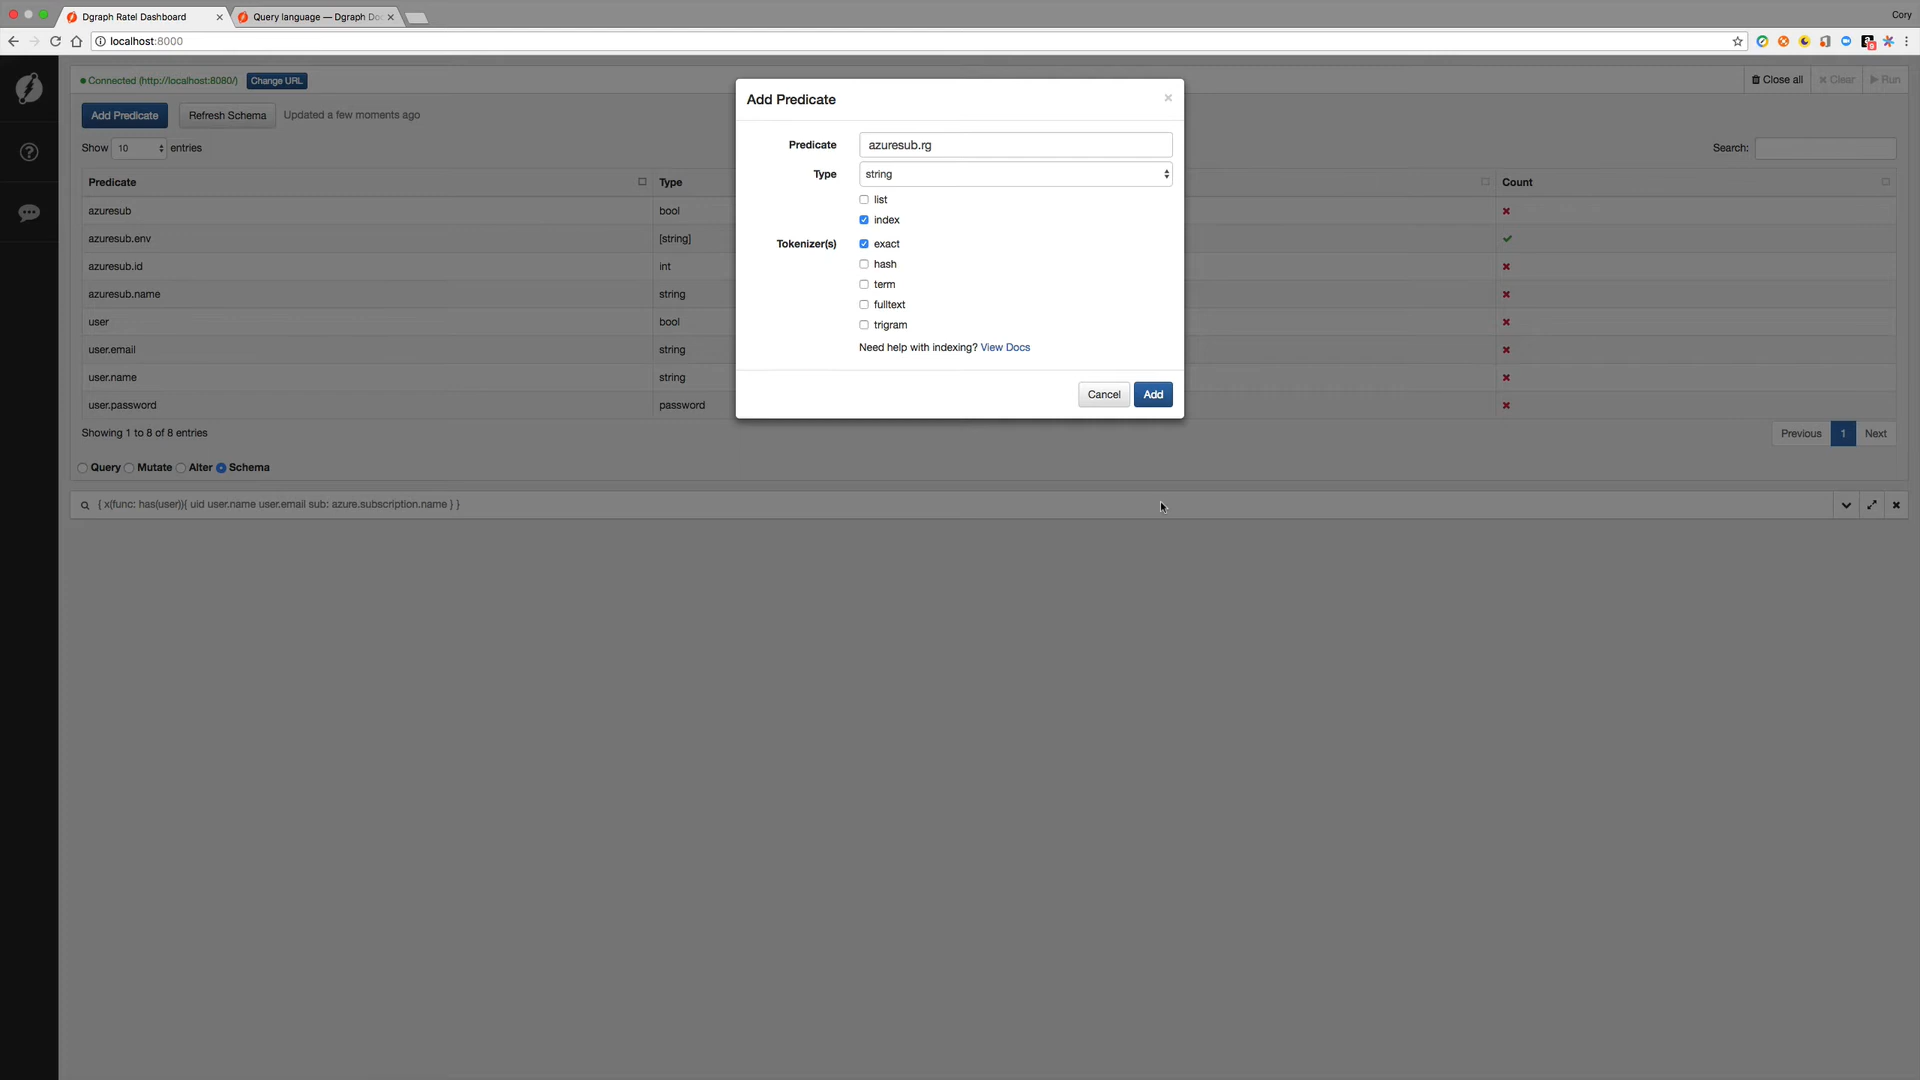 Dgraph Ratel Dashboard
Query language — Dgraph Do
Cory
localhost:8000
Connected (http://localhost:8080/)
Change URL
Close all
Clear
Run
Add Predicate
Refresh Schema
Updated a few moments ago
Show 10 entries
Search:
Predicate Type Count
azuresub bool
azuresub.env [string]
azuresub.id int
azuresub.name string
user bool
user.email string
user.name string
user.password password
Showing 1 to 8 of 8 entries
Previous 1 Next
Query Mutate Alter Schema
{ x(func: has(user)){ uid user.name user.email sub: azure.subscription.name } }
Add Predicate
Predicate azuresub.rg
Type string
list
index
Tokenizer(s) exact
hash
term
fulltext
trigram
Need help with indexing? View Docs
Cancel Add